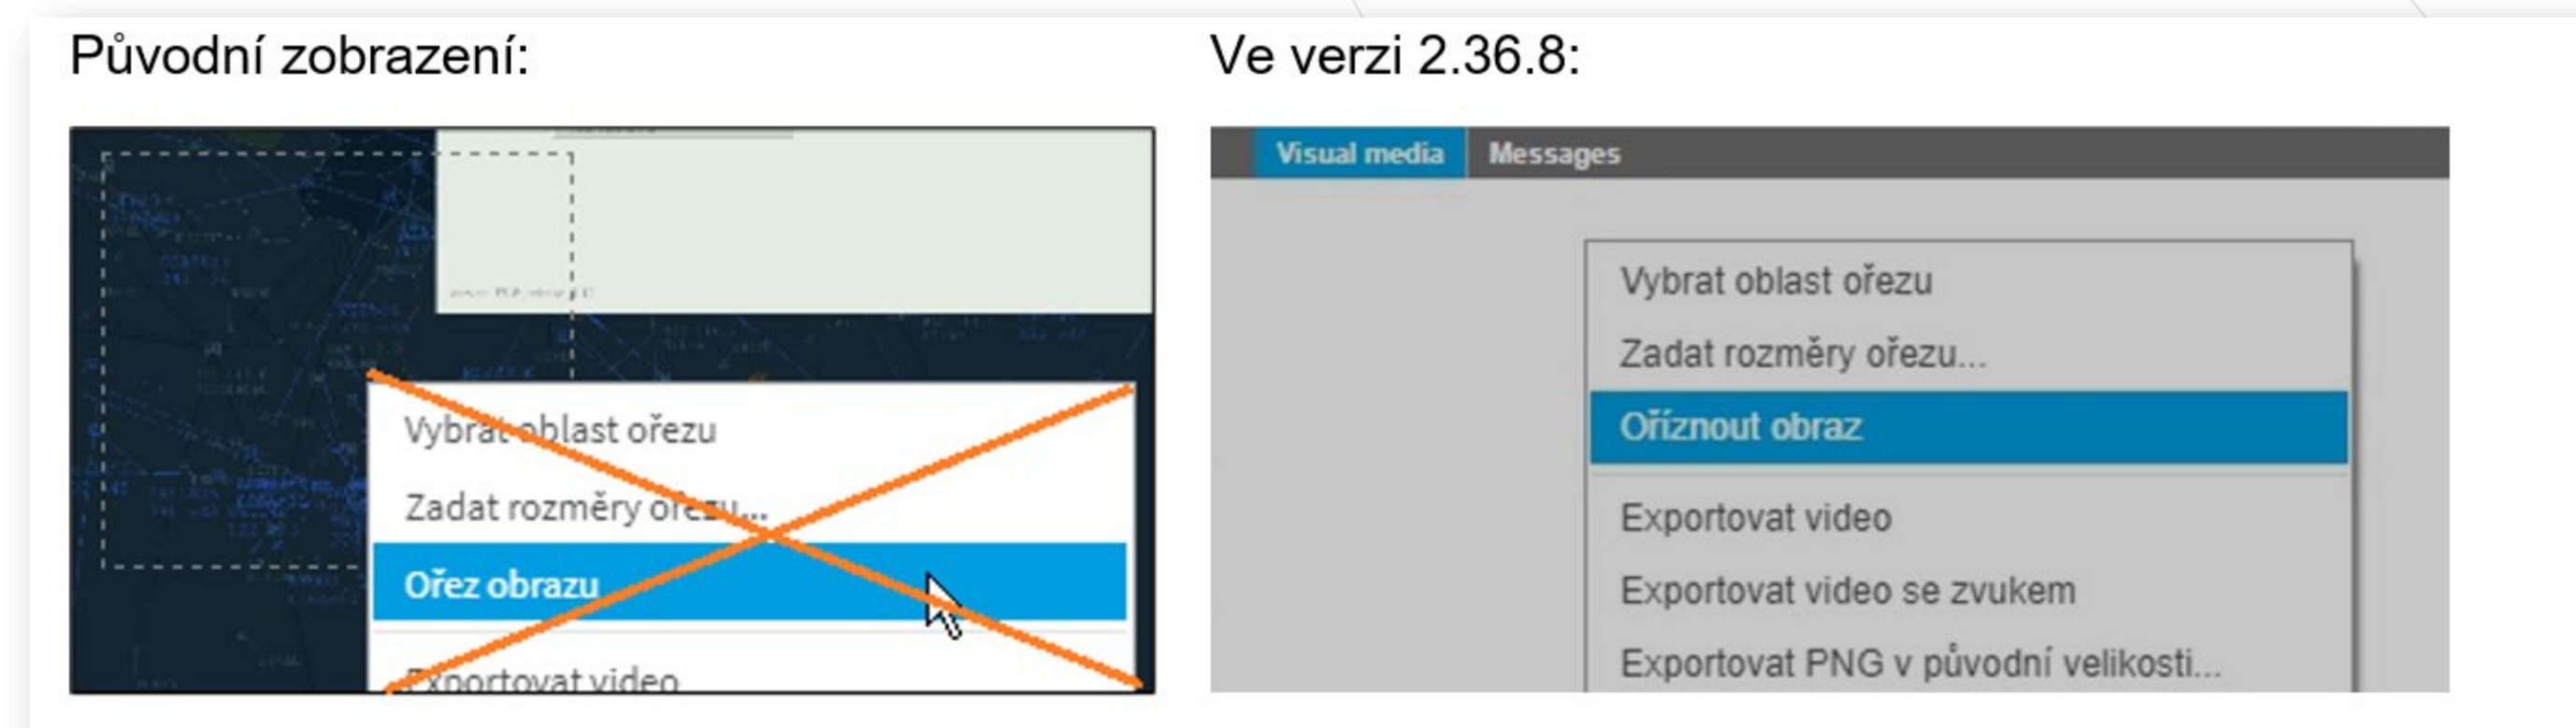 Původní zobrazení:
Ve verzi 2.36.8:
Vybrat oblast ořezu
Zadat rozměry ořezu...
Ořez obrazu
Exportovat video
Visual media
Messages
Vybrat oblast ořezu
Zadat rozměry ořezu...
Oříznout obraz
Exportovat video
Exportovat video se zvukem
Exportovat PNG v původní velikosti...